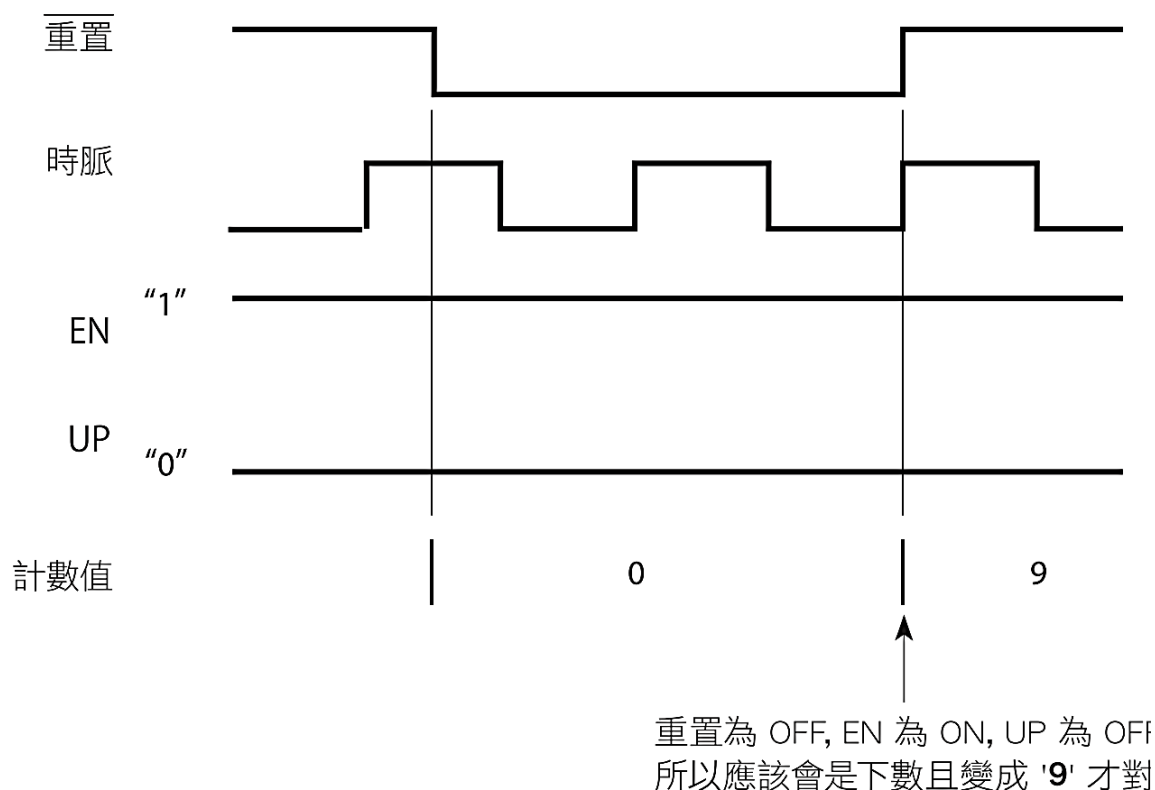 重置
時脈
“1”
EN
UP
“0”
計數值 0 9
重置為 OFF, EN 為 ON, UP 為 OFF
所以應該會是下數且變成 '9' 才對